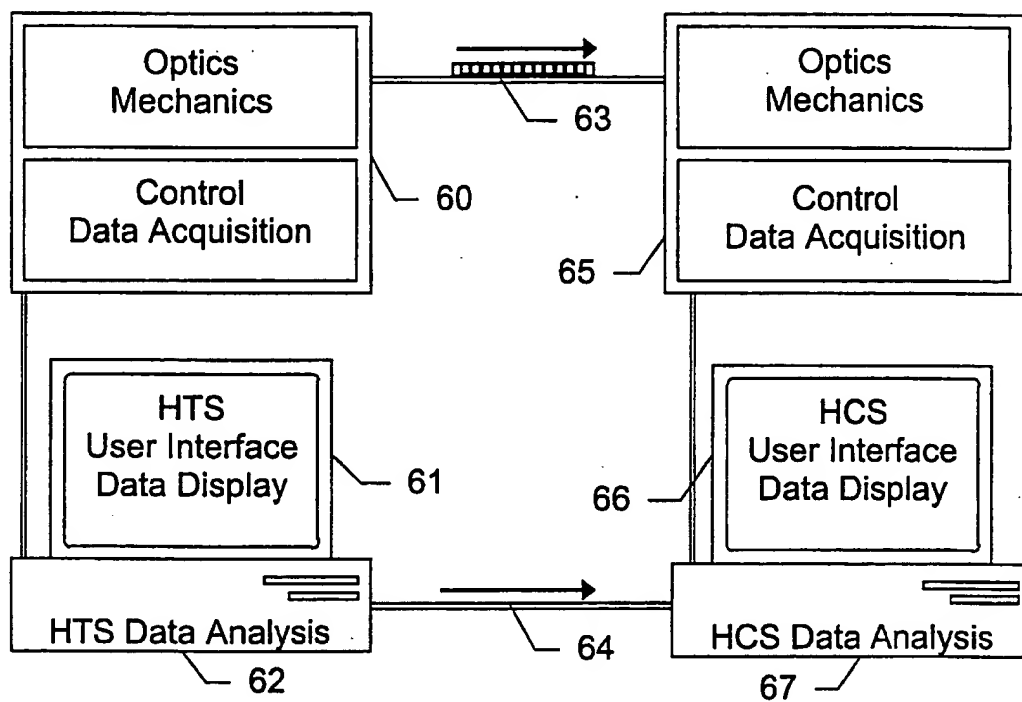 Optics
Mechanics
Control
Data Acquisition
60
63
Optics
Mechanics
Control
Data Acquisition
65
HTS
User Interface
Data Display
61
HTS Data Analysis
62
64
HCS
User Interface
Data Display
66
HCS Data Analysis
67